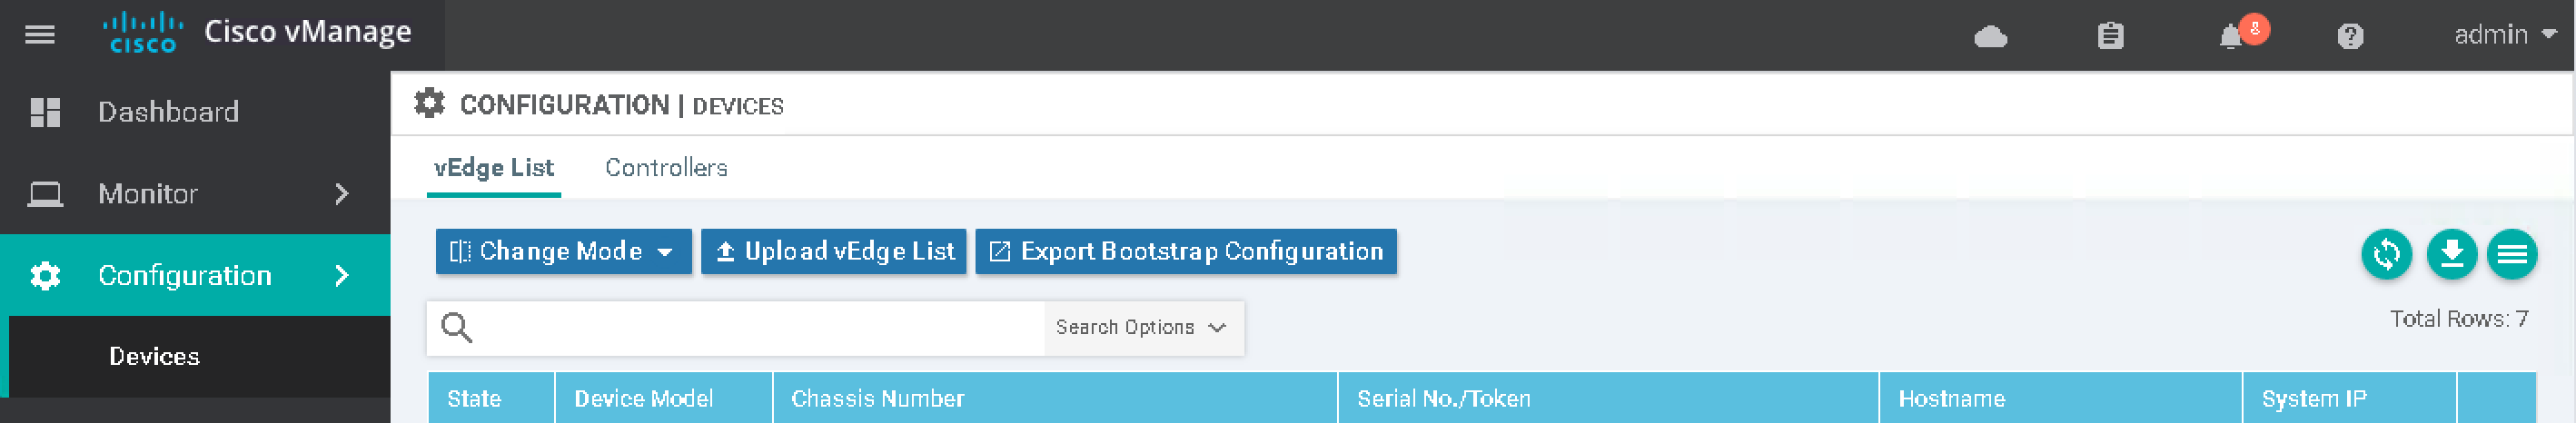 cisco Cisco vManage
8
admin
Dashboard
Monitor
Configuration
Devices
CONFIGURATION | DEVICES
vEdge List Controllers
Change Mode Upload vEdge List Export Bootstrap Configuration
Search Options
Total Rows: 7
State Device Model Chassis Number Serial No./Token Hostname System IP